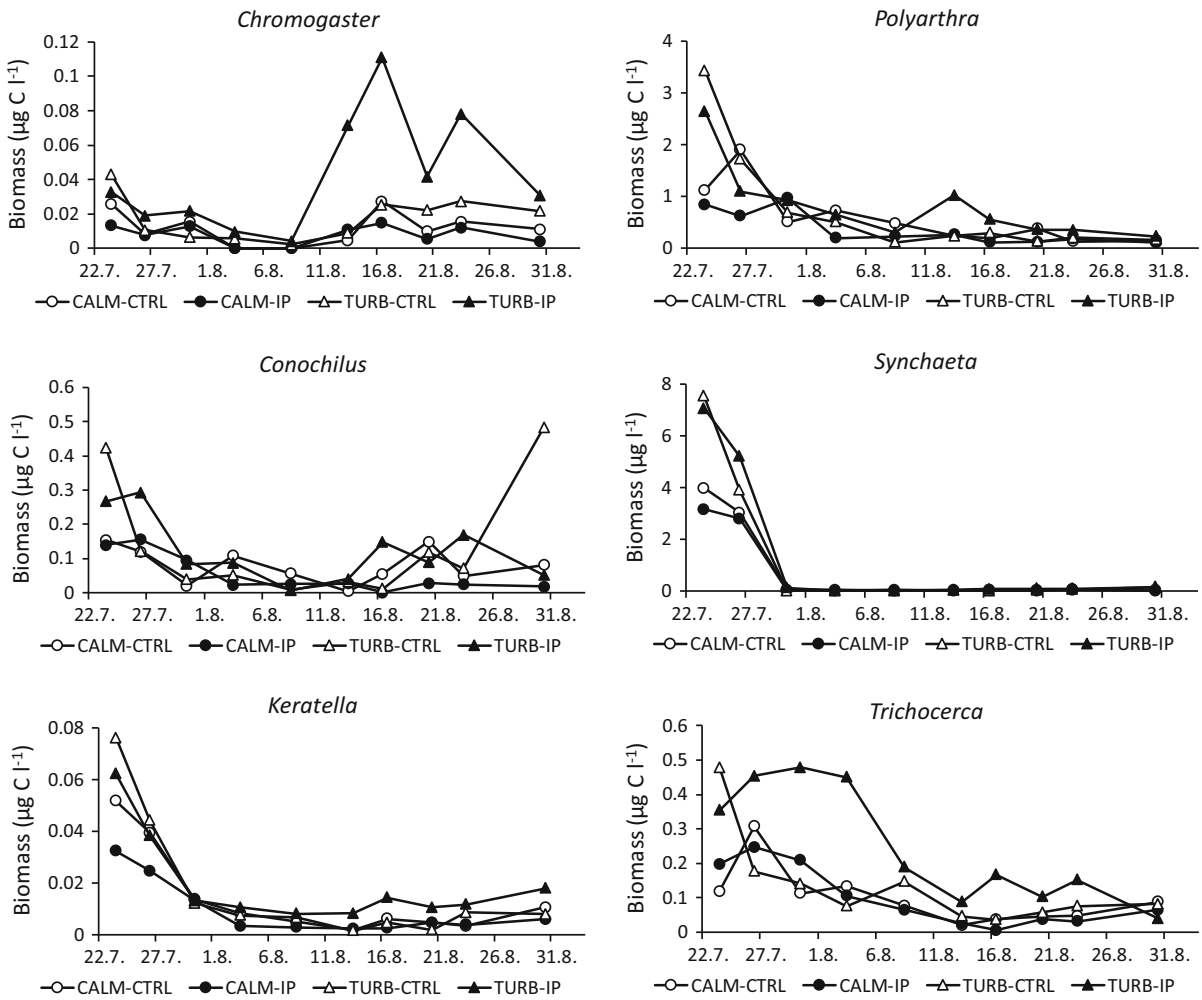 Chromogaster
Biomass (µg C l⁻¹)
0.12
0.1
0.08
0.06
0.04
0.02
0
22.7. 27.7. 1.8. 6.8. 11.8. 16.8. 21.8. 26.8. 31.8.
CALM-CTRL CALM-IP TURB-CTRL TURB-IP
Polyarthra
Biomass (µg C l⁻¹)
4
3
2
1
0
22.7. 27.7. 1.8. 6.8. 11.8. 16.8. 21.8. 26.8. 31.8.
CALM-CTRL CALM-IP TURB-CTRL TURB-IP
Conochilus
Biomass (µg C l⁻¹)
0.6
0.5
0.4
0.3
0.2
0.1
0
22.7. 27.7. 1.8. 6.8. 11.8. 16.8. 21.8. 26.8. 31.8.
CALM-CTRL CALM-IP TURB-CTRL TURB-IP
Synchaeta
Biomass (µg l⁻¹)
8
6
4
2
0
22.7. 27.7. 1.8. 6.8. 11.8. 16.8. 21.8. 26.8. 31.8.
CALM-CTRL CALM-IP TURB-CTRL TURB-IP
Keratella
Biomass (µg C l⁻¹)
0.08
0.06
0.04
0.02
0
22.7. 27.7. 1.8. 6.8. 11.8. 16.8. 21.8. 26.8. 31.8.
CALM-CTRL CALM-IP TURB-CTRL TURB-IP
Trichocerca
Biomass (µg C l⁻¹)
0.6
0.5
0.4
0.3
0.2
0.1
0
22.7. 27.7. 1.8. 6.8. 11.8. 16.8. 21.8. 26.8. 31.8.
CALM-CTRL CALM-IP TURB-CTRL TURB-IP